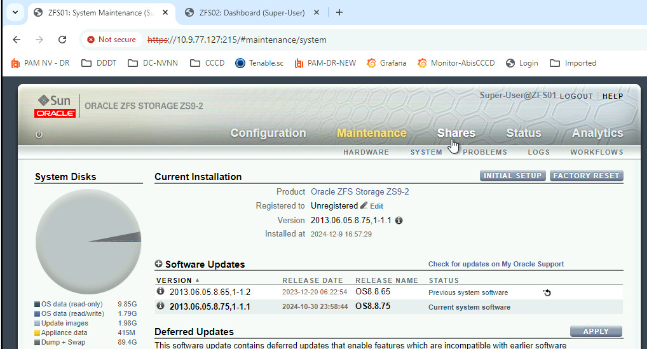 ZFS01: System Maintenance (S
ZFS02: Dashboard (Super-User)
Not secure https://10.9.77.127:215/#maintenance/system
PAM NV - DR DDDT DC-NVNN CCCD Tenable.sc PAM-DR-NEW Grafana Monitor-AbisCCCD Login Imported
Sun
ORACLE
ORACLE ZFS STORAGE ZS9-2
Super-User@ZFS01 LOGOUT HELP
Configuration Maintenance Shares Status Analytics
HARDWARE SYSTEM PROBLEMS LOGS WORKFLOWS
System Disks
OS data (read-only) 9.85G
OS data (read/write) 1.79G
Update images 1.98G
Appliance data 415M
Dump + Swap 89.4G
Current Installation INITIAL SETUP FACTORY RESET
Product Oracle ZFS Storage ZS9-2
Registered to Unregistered Edit
Version 2013.06.05.8.75,1-1.1
Installed at 2024-12-9 16:57:29
Software Updates Check for updates on My Oracle Support
VERSION RELEASE DATE RELEASE NAME STATUS
2013.06.05.8.65,1-1.2 2023-12-20 06:22:54 OS8.8.65 Previous system software
2013.06.05.8.75,1-1.1 2024-10-30 23:58:44 OS8.8.75 Current system software
Deferred Updates APPLY
This software update contains deferred updates that enable features which are incompatible with earlier software